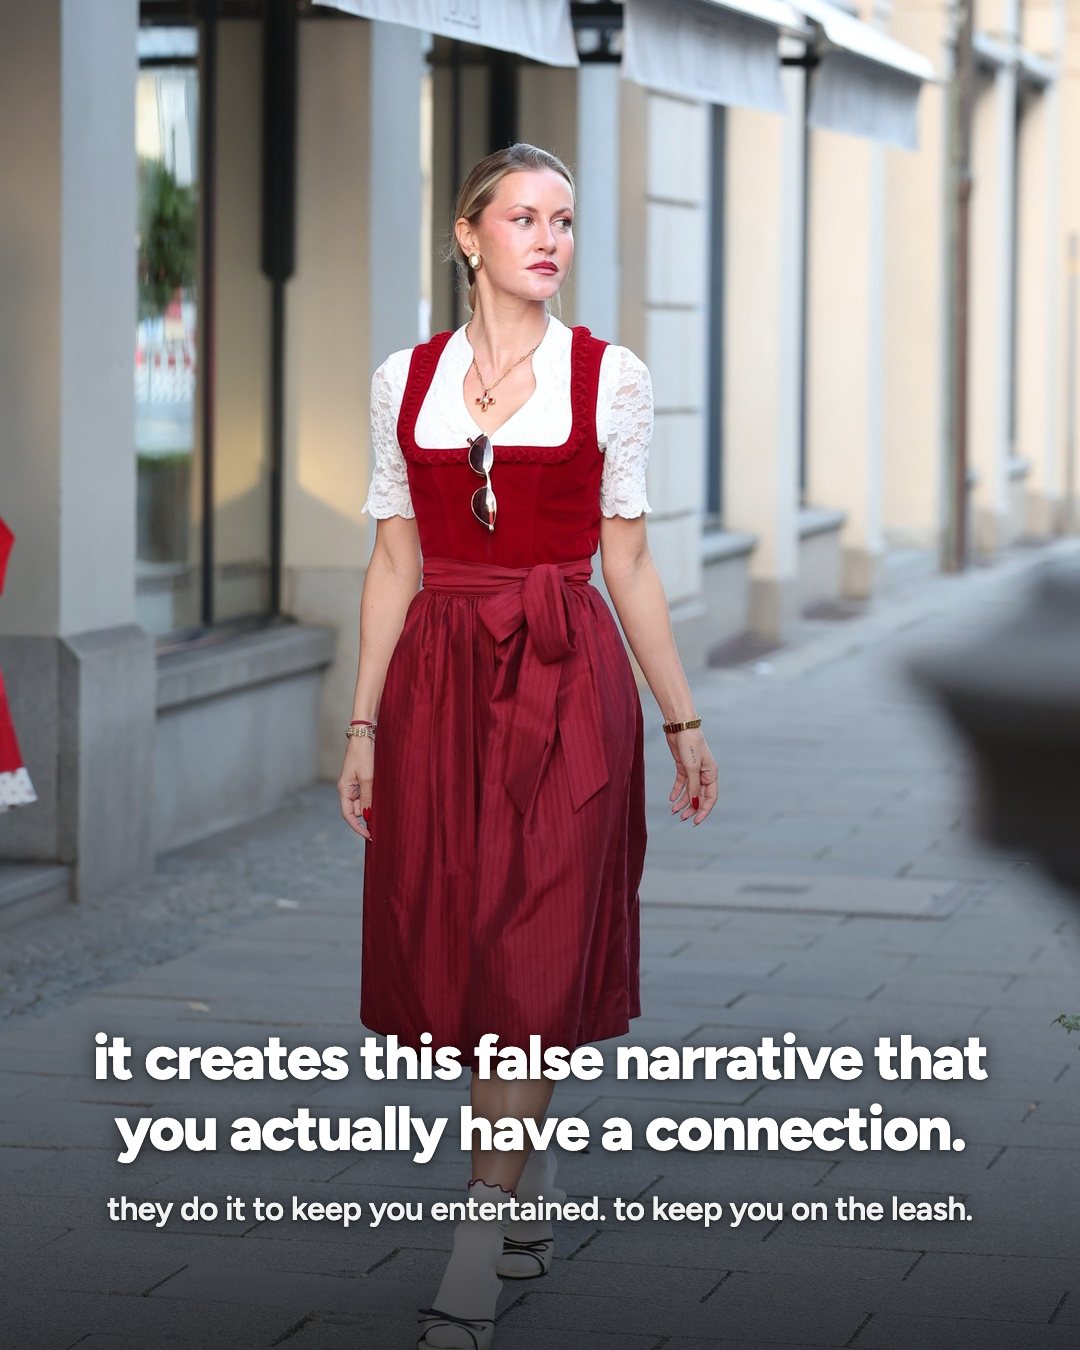 it creates this false narrative that
you actually have a connection.
they do it to keep you entertained. to keep you on the leash.